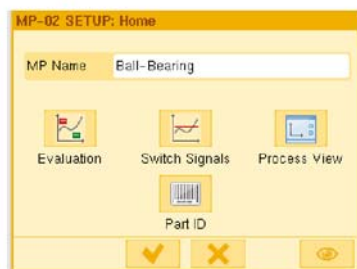 MP-02 SETUP: Home
MP Name Ball-Bearing
Evaluation Switch Signals Process View
Part ID